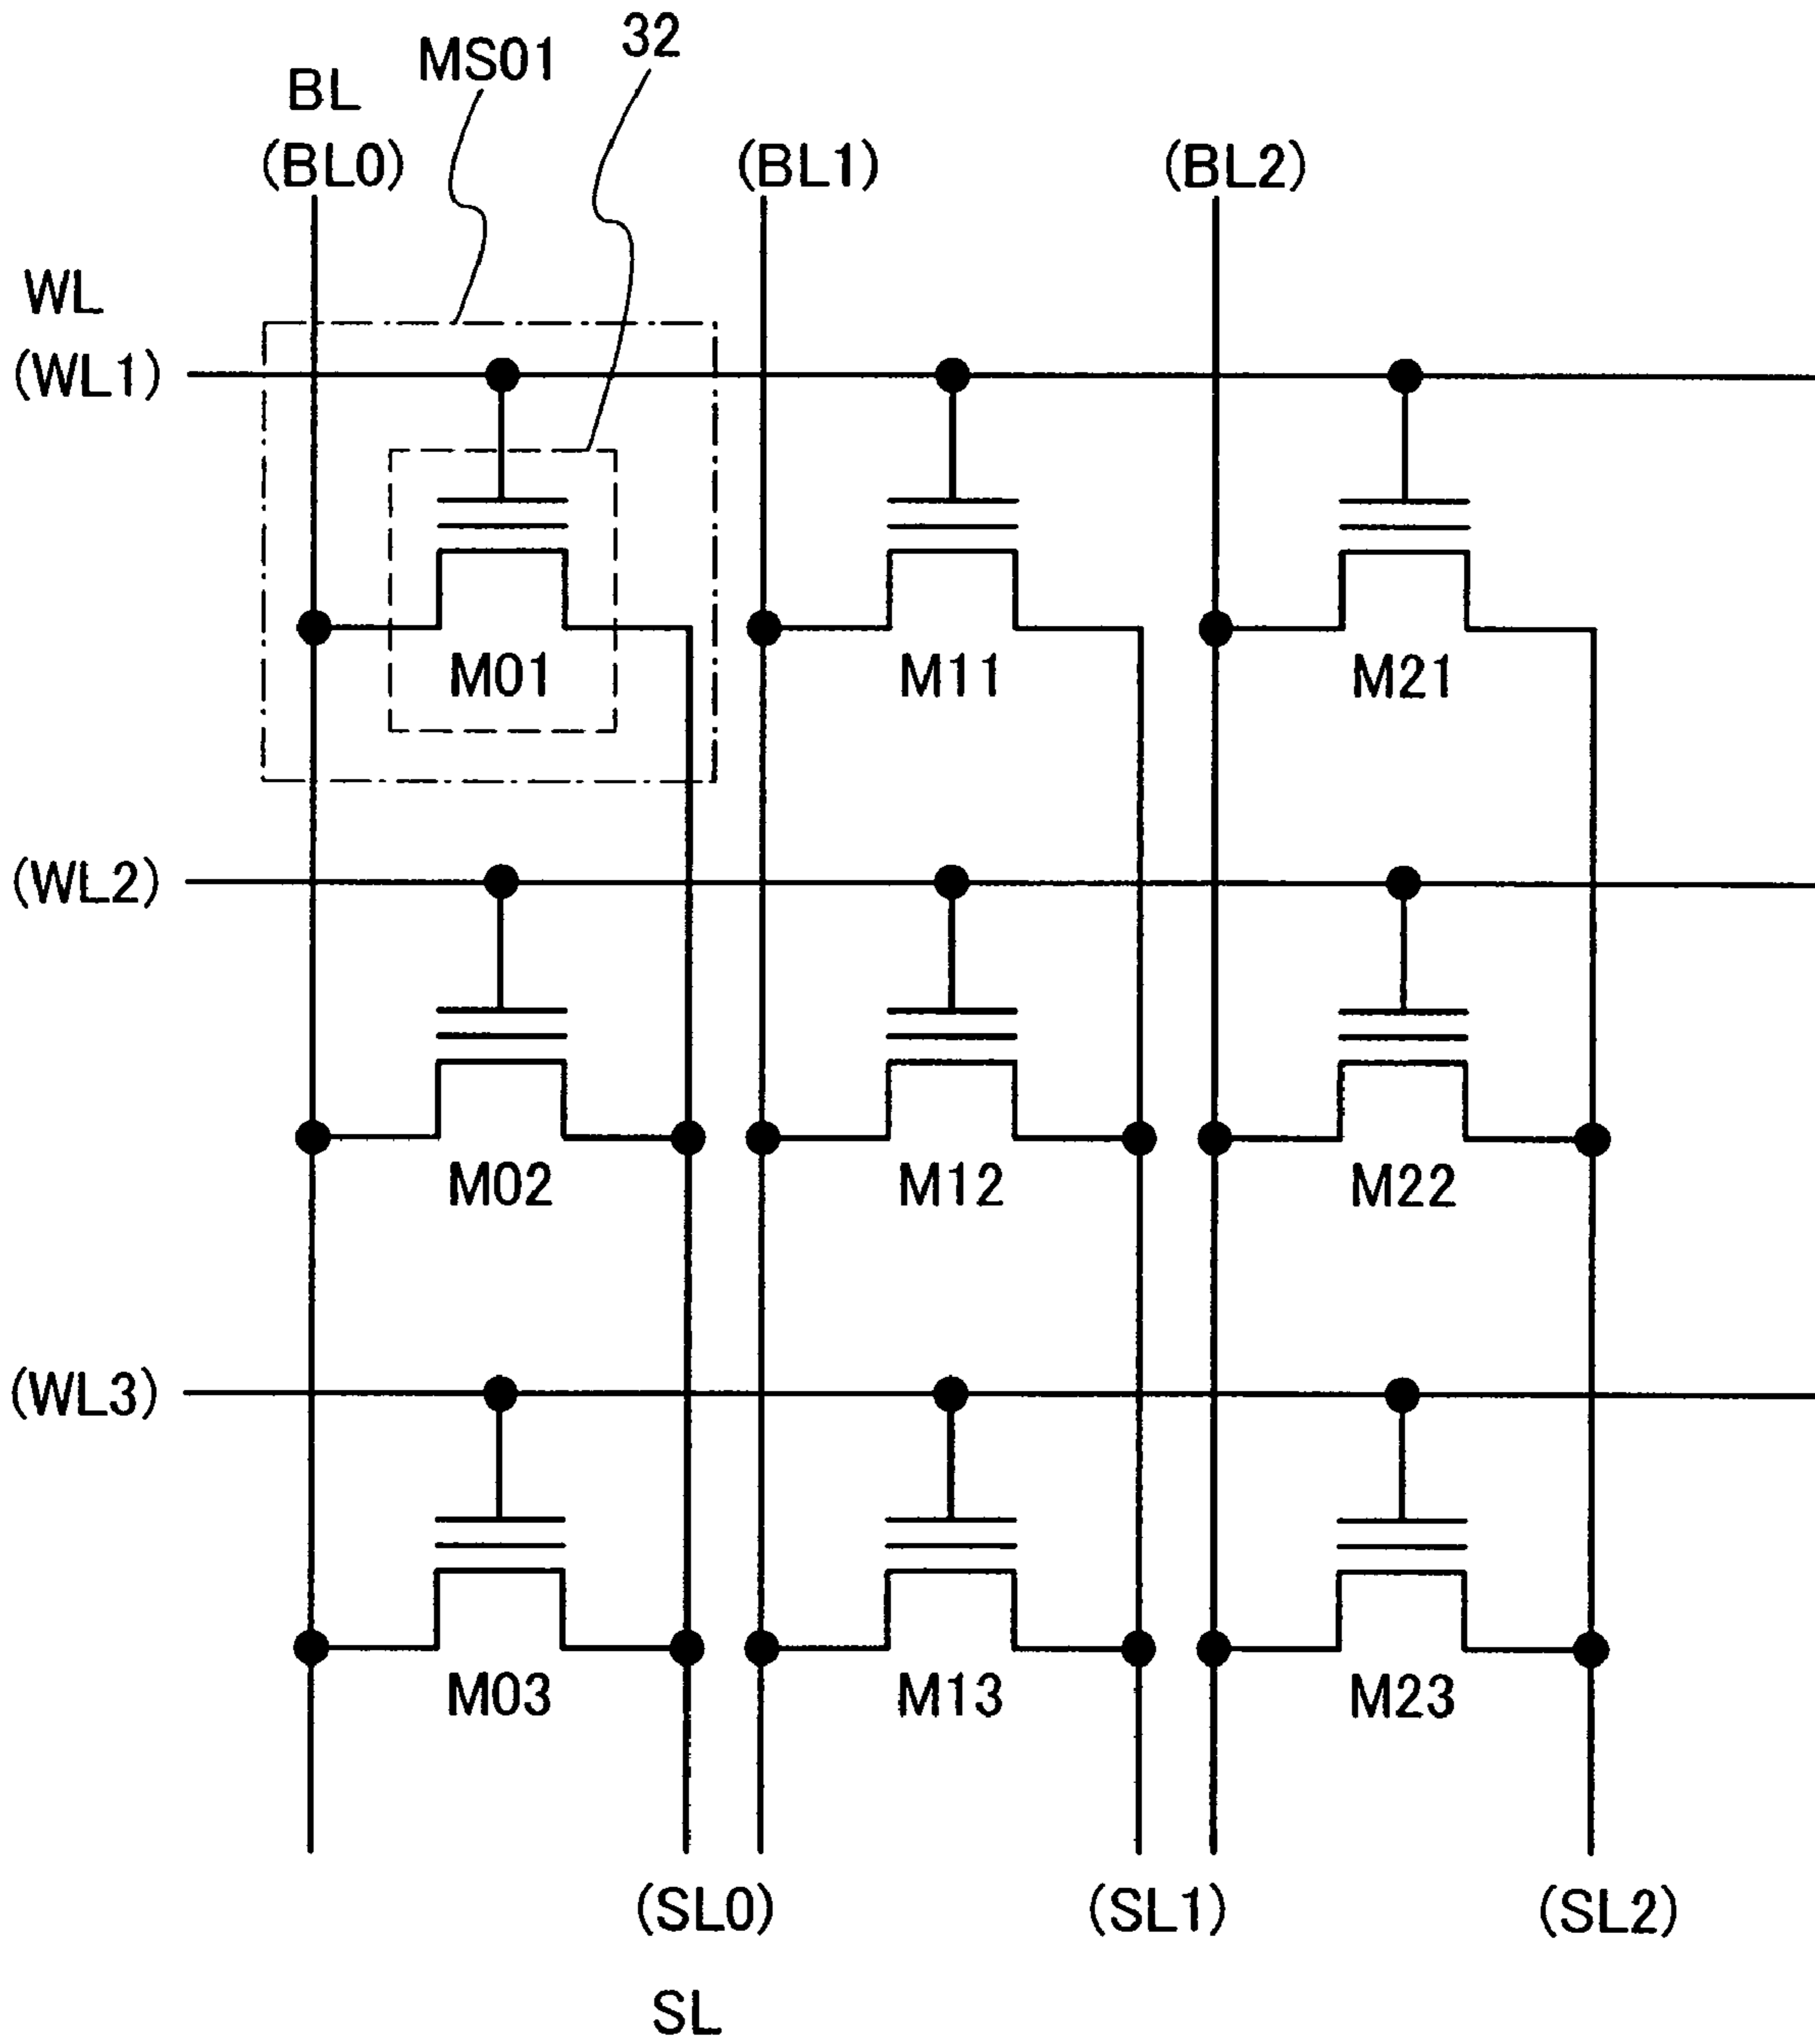 32
MS01
BL
(BL0)
(BL1)
(BL2)
WL
(WL1)
M01
M11
M21
(WL2)
M02
M12
M22
(WL3)
M03
M13
M23
(SL0)
(SL1)
(SL2)
SL